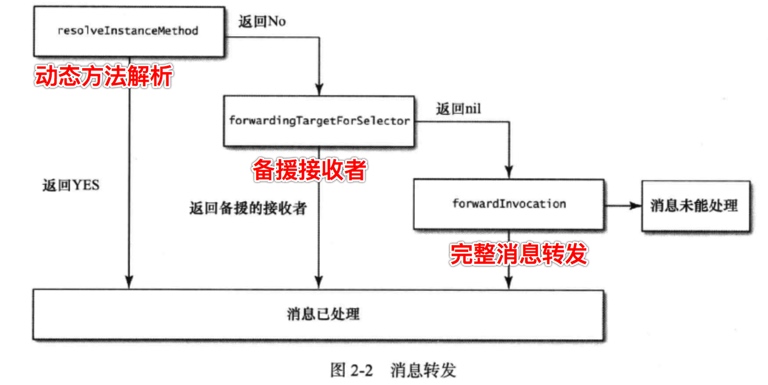 resolveInstanceMethod
返回No
动态方法解析
forwardingTargetForSelector
返回nil
备援接收者
返回YES
返回备援的接收者
forwardInvocation
消息未能处理
完整消息转发
消息已处理
图 2-2 消息转发